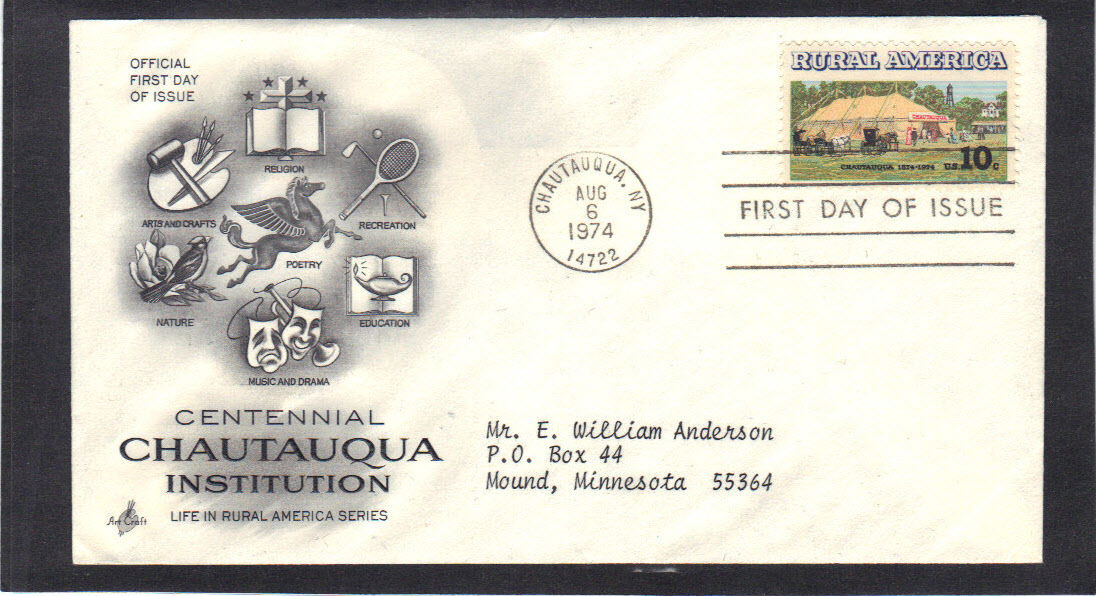 OFFICIAL
FIRST DAY
OF ISSUE
RELIGION
ARTS AND CRAFTS
RECREATION
POETRY
NATURE
EDUCATION
MUSIC AND DRAMA
CENTENNIAL
CHAUTAUQUA
INSTITUTION
LIFE IN RURAL AMERICA SERIES
Art Craft
CHAUTAUQUA, NY
AUG
6
1974
14722
RURAL AMERICA
CHAUTAUQUA
CHAUTAUQUA 1874-1974 U.S. 10c
FIRST DAY OF ISSUE
Mr. E. William Anderson
P.O. Box 44
Mound, Minnesota 55364